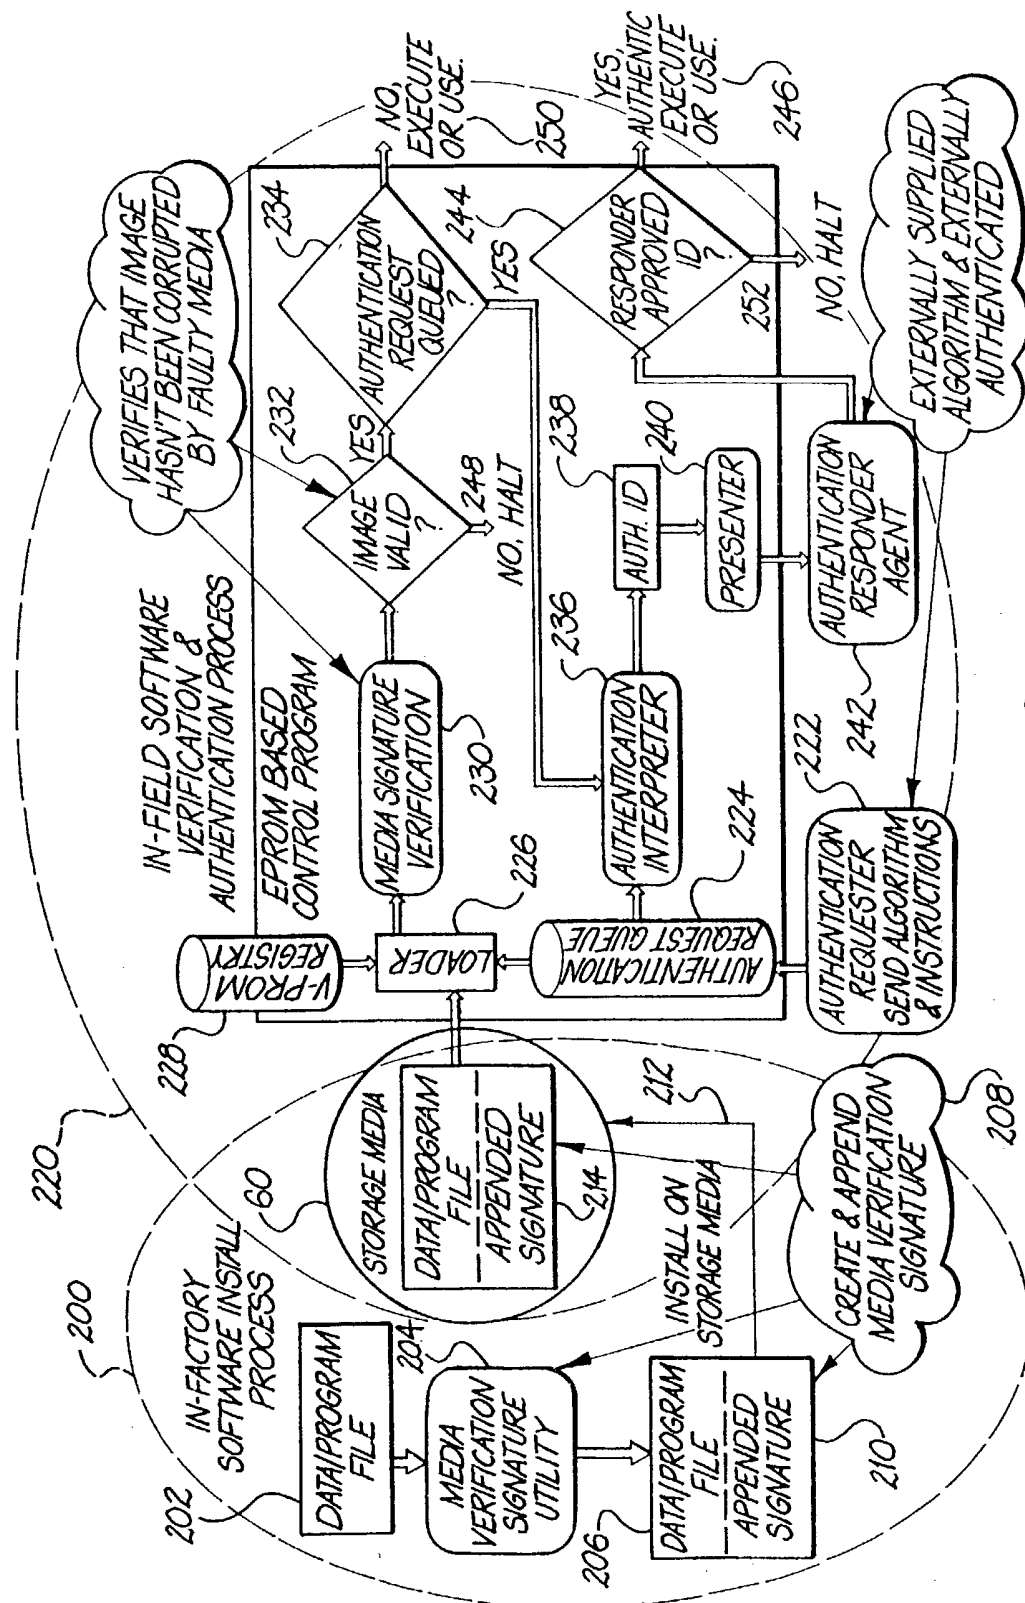 200
IN-FACTORY
SOFTWARE INSTALL
PROCESS
202
DATA/PROGRAM
FILE
204
MEDIA
VERIFICATION
SIGNATURE
UTILITY
206
DATA/PROGRAM
FILE
APPENDED
SIGNATURE
210
INSTALL ON
STORAGE MEDIA
212
CREATE & APPEND
MEDIA VERIFICATION
SIGNATURE
208
220
60
STORAGE MEDIA
DATA/PROGRAM
FILE
APPENDED
SIGNATURE
214
IN-FIELD SOFTWARE
VERIFICATION &
AUTHENTICATION PROCESS
EPROM BASED
CONTROL PROGRAM
228
V-PROM
REGISTRY
LOADER
226
AUTHENTICATION
REQUEST QUEUE
224
AUTHENTICATION
REQUESTER
SEND ALGORITHM
& INSTRUCTIONS
222
MEDIA SIGNATURE
VERIFICATION
230
VERIFIES THAT IMAGE
HASN'T BEEN CORRUPTED
BY FAULTY MEDIA
232
IMAGE
VALID
?
YES
248
NO, HALT
234
AUTHENTICATION
REQUEST
QUEUED
?
YES
NO,
EXECUTE
OR USE.
250
236
AUTHENTICATION
INTERPRETER
238
AUTH. ID
240
PRESENTER
242
AUTHENTICATION
RESPONDER
AGENT
244
RESPONDER
APPROVED
ID
?
YES,
AUTHENTIC
EXECUTE
OR USE.
246
252
NO, HALT
EXTERNALLY SUPPLIED
ALGORITHM & EXTERNALLY
AUTHENTICATED